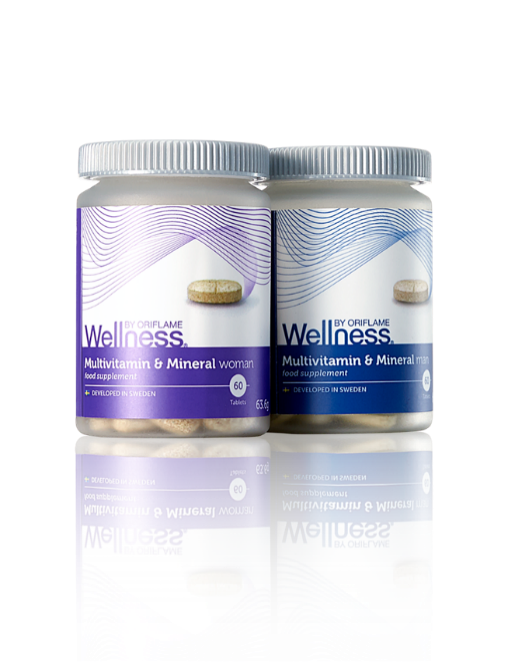 BY ORIFLAME
Wellness
Multivitamin & Mineral woman
Food supplement
DEVELOPED IN SWEDEN
60
Tablets
63.6g
BY ORIFLAME
Wellness
Multivitamin & Mineral man
Food supplement
DEVELOPED IN SWEDEN